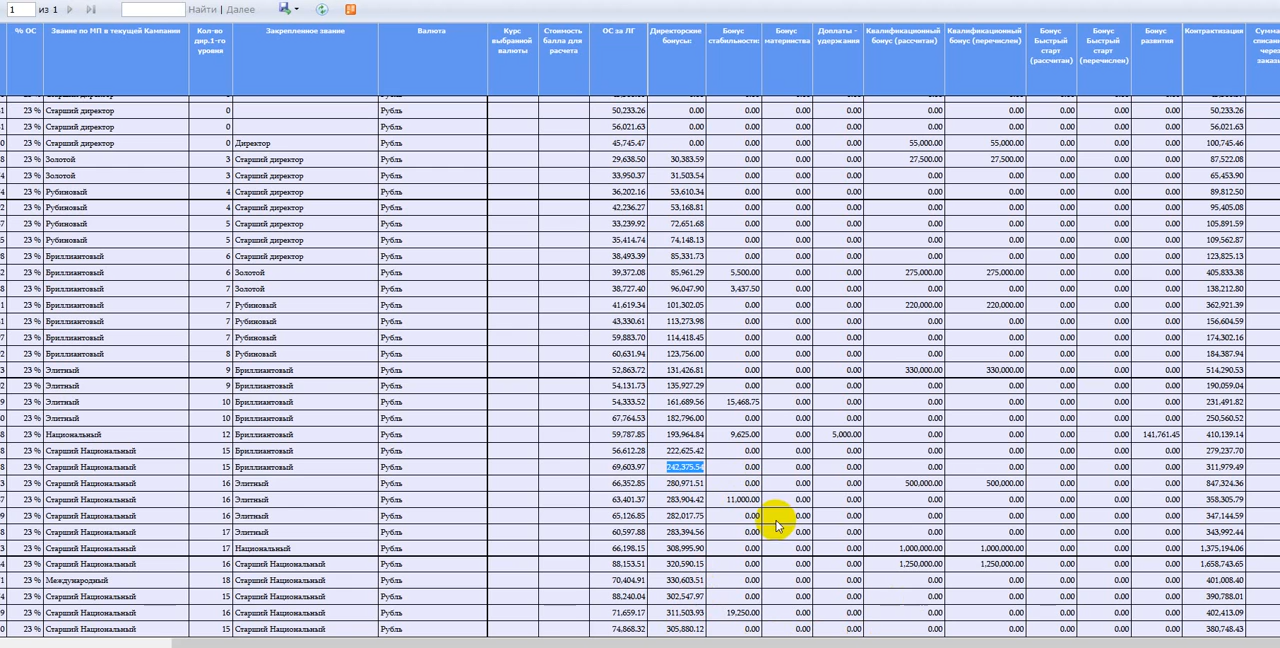 1 из 1 Найти | Далее
% ОС Звание по МП в текущей Кампании Кол-во дир.1-го уровня Закрепленное звание Валюта Курс выбранной валюты Стоимость балла для расчета ОС за ЛГ Директорские бонусы: Бонус стабильности: Бонус материнства Доплаты - удержания Квалификационный бонус (рассчитан) Квалификационный бонус (перечислен) Бонус Быстрый старт (рассчитан) Бонус Быстрый старт (перечислен) Бонус развития Контрактизация Сумма списани через заказы
1 23 % Старший директор 0 Рубль 50,233.26 0.00 0.00 0.00 0.00 0.00 0.00 0.00 0.00 0.00 50,233.26
1 23 % Старший директор 0 Рубль 56,021.63 0.00 0.00 0.00 0.00 0.00 0.00 0.00 0.00 0.00 56,021.63
0 23 % Старший директор 0 Директор Рубль 45,745.47 0.00 0.00 0.00 0.00 55,000.00 55,000.00 0.00 0.00 0.00 100,745.46
8 23 % Золотой 3 Старший директор Рубль 29,638.50 30,383.59 0.00 0.00 0.00 27,500.00 27,500.00 0.00 0.00 0.00 87,522.08
4 23 % Золотой 3 Старший директор Рубль 33,950.37 31,503.54 0.00 0.00 0.00 0.00 0.00 0.00 0.00 0.00 65,453.90
4 23 % Рубиновый 4 Старший директор Рубль 36,202.16 53,610.34 0.00 0.00 0.00 0.00 0.00 0.00 0.00 0.00 89,812.50
2 23 % Рубиновый 4 Старший директор Рубль 42,236.27 53,168.81 0.00 0.00 0.00 0.00 0.00 0.00 0.00 0.00 95,405.08
7 23 % Рубиновый 5 Старший директор Рубль 33,239.92 72,651.68 0.00 0.00 0.00 0.00 0.00 0.00 0.00 0.00 105,891.59
5 23 % Рубиновый 5 Старший директор Рубль 35,414.74 74,148.13 0.00 0.00 0.00 0.00 0.00 0.00 0.00 0.00 109,562.87
8 23 % Бриллиантовый 6 Старший директор Рубль 38,493.39 85,331.73 0.00 0.00 0.00 0.00 0.00 0.00 0.00 0.00 123,825.13
2 23 % Бриллиантовый 6 Золотой Рубль 39,372.08 85,961.29 5,500.00 0.00 0.00 275,000.00 275,000.00 0.00 0.00 0.00 405,833.38
8 23 % Бриллиантовый 7 Золотой Рубль 38,727.40 96,047.90 3,437.50 0.00 0.00 0.00 0.00 0.00 0.00 0.00 138,212.80
1 23 % Бриллиантовый 7 Рубиновый Рубль 41,619.34 101,302.05 0.00 0.00 0.00 220,000.00 220,000.00 0.00 0.00 0.00 362,921.39
1 23 % Бриллиантовый 7 Рубиновый Рубль 43,330.61 113,273.98 0.00 0.00 0.00 0.00 0.00 0.00 0.00 0.00 156,604.59
7 23 % Бриллиантовый 7 Рубиновый Рубль 59,883.70 114,418.45 0.00 0.00 0.00 0.00 0.00 0.00 0.00 0.00 174,302.16
2 23 % Бриллиантовый 8 Рубиновый Рубль 60,631.94 123,756.00 0.00 0.00 0.00 0.00 0.00 0.00 0.00 0.00 184,387.94
3 23 % Элитный 9 Бриллиантовый Рубль 52,863.72 131,426.81 0.00 0.00 0.00 330,000.00 330,000.00 0.00 0.00 0.00 514,290.53
2 23 % Элитный 9 Бриллиантовый Рубль 54,131.73 135,927.29 0.00 0.00 0.00 0.00 0.00 0.00 0.00 0.00 190,059.04
3 23 % Элитный 10 Бриллиантовый Рубль 54,333.52 161,689.56 15,468.75 0.00 0.00 0.00 0.00 0.00 0.00 0.00 231,491.82
0 23 % Элитный 10 Бриллиантовый Рубль 67,764.53 182,796.00 0.00 0.00 0.00 0.00 0.00 0.00 0.00 0.00 250,560.52
8 23 % Национальный 12 Бриллиантовый Рубль 59,787.85 193,964.84 9,625.00 0.00 5,000.00 0.00 0.00 0.00 0.00 141,761.45 410,139.14
8 23 % Старший Национальный 15 Бриллиантовый Рубль 56,612.28 222,625.42 0.00 0.00 0.00 0.00 0.00 0.00 0.00 0.00 279,237.70
8 23 % Старший Национальный 15 Бриллиантовый Рубль 69,603.97 242,375.54 0.00 0.00 0.00 0.00 0.00 0.00 0.00 0.00 311,979.49
3 23 % Старший Национальный 16 Элитный Рубль 66,352.85 280,971.51 0.00 0.00 0.00 500,000.00 500,000.00 0.00 0.00 0.00 847,324.36
7 23 % Старший Национальный 16 Элитный Рубль 63,401.37 283,904.42 11,000.00 0.00 0.00 0.00 0.00 0.00 0.00 0.00 358,305.79
9 23 % Старший Национальный 16 Элитный Рубль 65,126.85 282,017.75 0.00 0.00 0.00 0.00 0.00 0.00 0.00 0.00 347,144.59
0 23 % Старший Национальный 17 Элитный Рубль 60,597.88 283,394.56 0.00 0.00 0.00 0.00 0.00 0.00 0.00 0.00 343,992.44
3 23 % Старший Национальный 17 Национальный Рубль 66,198.15 308,995.90 0.00 0.00 0.00 1,000,000.00 1,000,000.00 0.00 0.00 0.00 1,375,194.06
4 23 % Старший Национальный 16 Старший Национальный Рубль 88,153.51 320,590.15 0.00 0.00 0.00 1,250,000.00 1,250,000.00 0.00 0.00 0.00 1,658,743.65
1 23 % Международный 18 Старший Национальный Рубль 70,404.91 330,603.51 0.00 0.00 0.00 0.00 0.00 0.00 0.00 0.00 401,008.40
4 23 % Старший Национальный 15 Старший Национальный Рубль 88,240.04 302,547.97 0.00 0.00 0.00 0.00 0.00 0.00 0.00 0.00 390,788.01
9 23 % Старший Национальный 16 Старший Национальный Рубль 71,659.17 311,503.93 19,250.00 0.00 0.00 0.00 0.00 0.00 0.00 0.00 402,413.09
0 23 % Старший Национальный 15 Старший Национальный Рубль 74,868.32 305,880.12 0.00 0.00 0.00 0.00 0.00 0.00 0.00 0.00 380,748.43